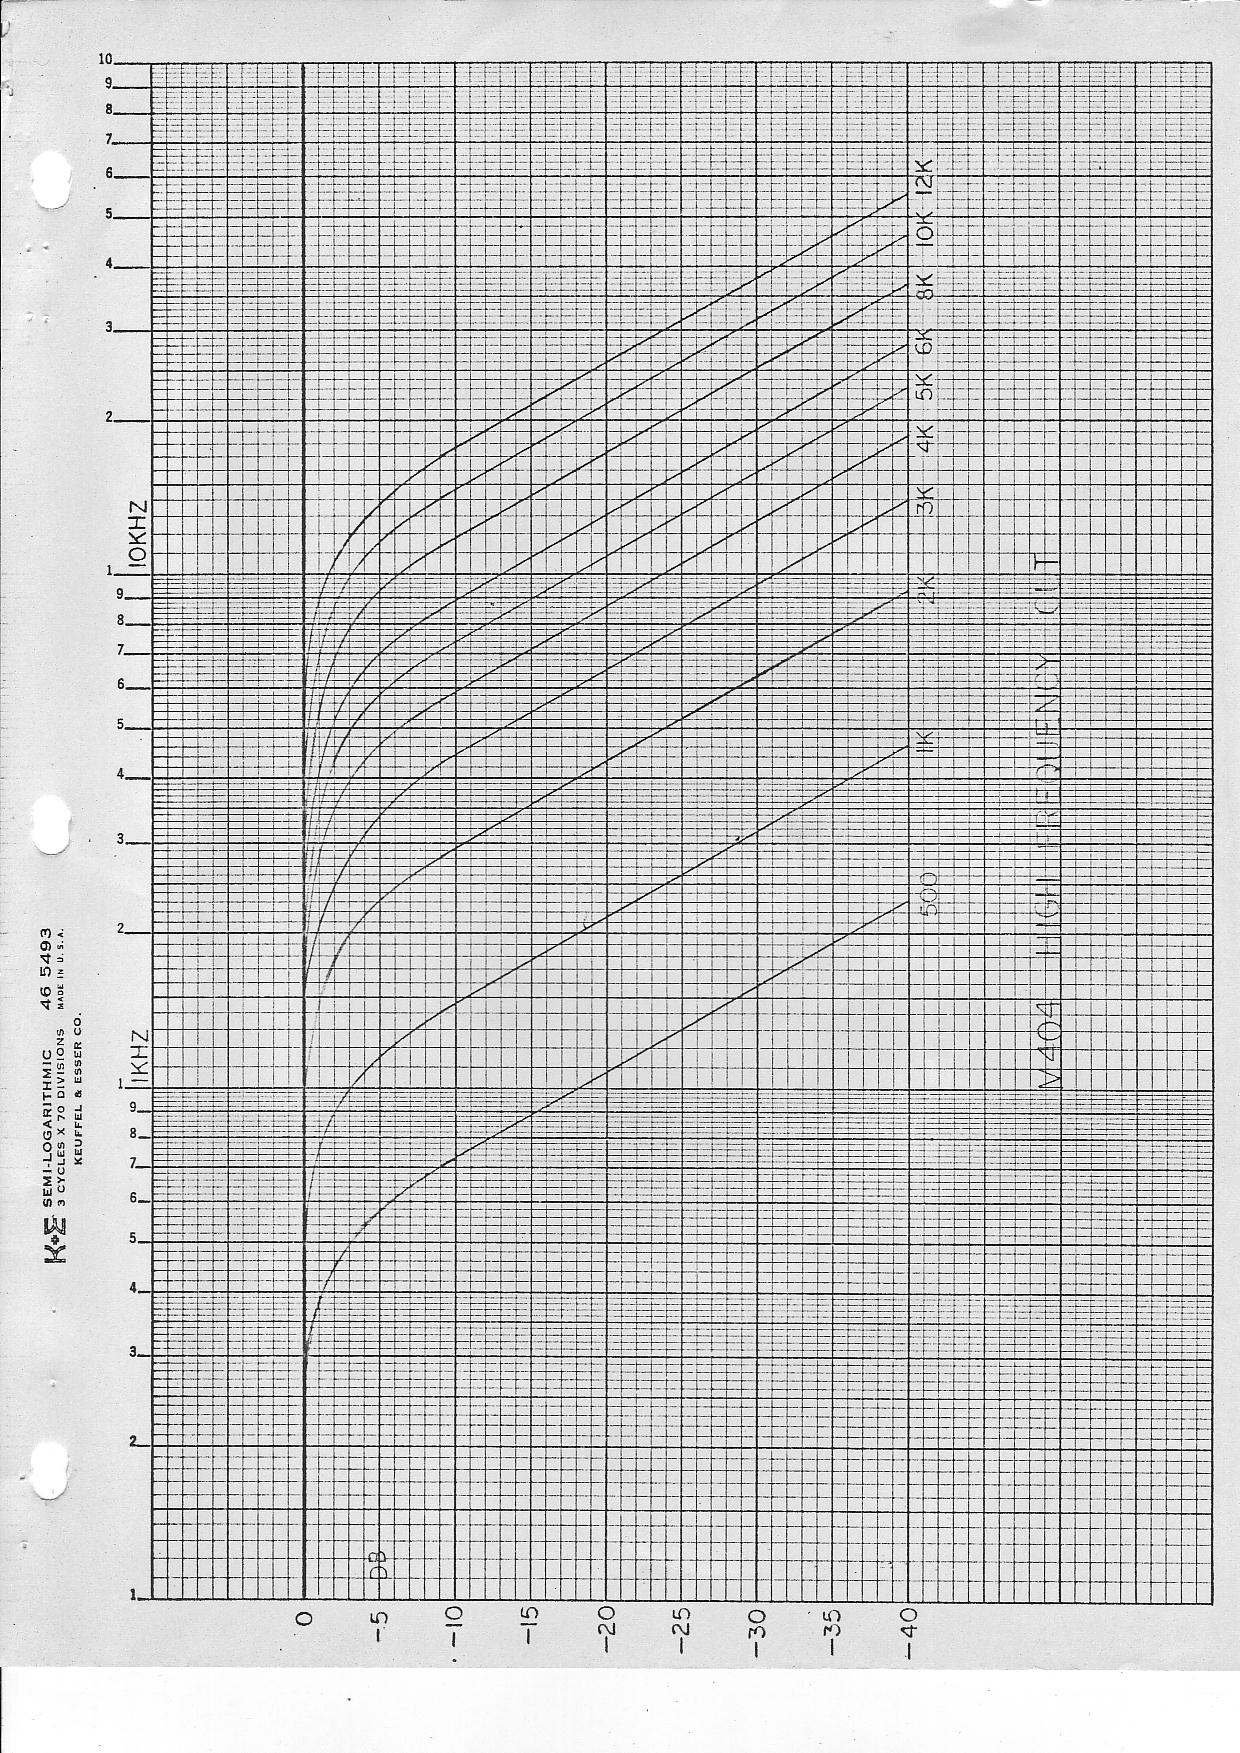 K+E SEMI-LOGARITHMIC 46 5493
3 CYCLES X 70 DIVISIONS MADE IN U.S.A.
KEUFFEL & ESSER CO.
1 2 3 4 5 6 7 8 9 1 2 3 4 5 6 7 8 9 1 2 3 4 5 6 7 8 9 10
1KHZ 10KHZ
DB
0
-5
-10
-15
-20
-25
-30
-35
-40
500 1K 2K 3K 4K 5K 6K 8K 10K 12K
M404 HIGH FREQUENCY CUT